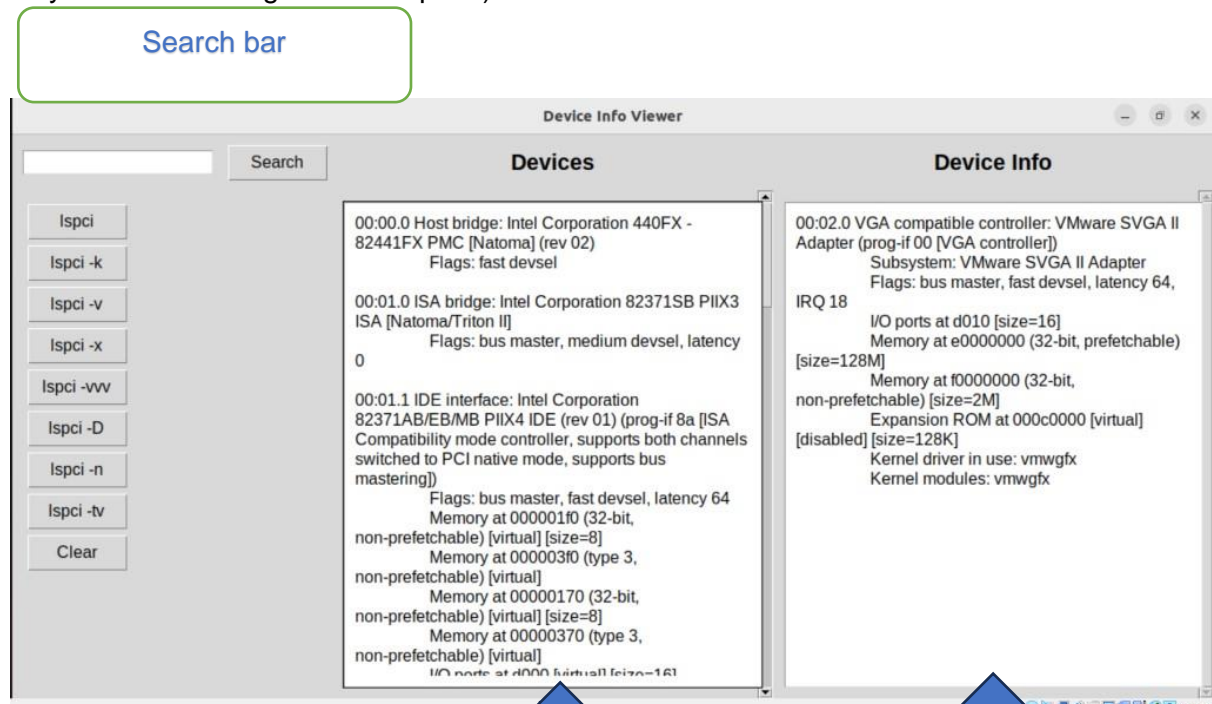 Search bar
Device Info Viewer
Search
Devices
Device Info
lspci
lspci -k
lspci -v
lspci -x
lspci -vvv
lspci -D
lspci -n
lspci -tv
Clear
00:00.0 Host bridge: Intel Corporation 440FX -
82441FX PMC [Natoma] (rev 02)
Flags: fast devsel
00:01.0 ISA bridge: Intel Corporation 82371SB PIIX3
ISA [Natoma/Triton II]
Flags: bus master, medium devsel, latency
0
00:01.1 IDE interface: Intel Corporation
82371AB/EB/MB PIIX4 IDE (rev 01) (prog-if 8a [ISA
Compatibility mode controller, supports both channels
switched to PCI native mode, supports bus
mastering])
Flags: bus master, fast devsel, latency 64
Memory at 000001f0 (32-bit,
non-prefetchable) [virtual] [size=8]
Memory at 000003f0 (type 3,
non-prefetchable) [virtual]
Memory at 00000170 (32-bit,
non-prefetchable) [virtual] [size=8]
Memory at 00000370 (type 3,
non-prefetchable) [virtual]
I/O ports at d000 [virtual] [size=16]
00:02.0 VGA compatible controller: VMware SVGA II
Adapter (prog-if 00 [VGA controller])
Subsystem: VMware SVGA II Adapter
Flags: bus master, fast devsel, latency 64,
IRQ 18
I/O ports at d010 [size=16]
Memory at e0000000 (32-bit, prefetchable)
[size=128M]
Memory at f0000000 (32-bit,
non-prefetchable) [size=2M]
Expansion ROM at 000c0000 [virtual]
[disabled] [size=128K]
Kernel driver in use: vmwgfx
Kernel modules: vmwgfx